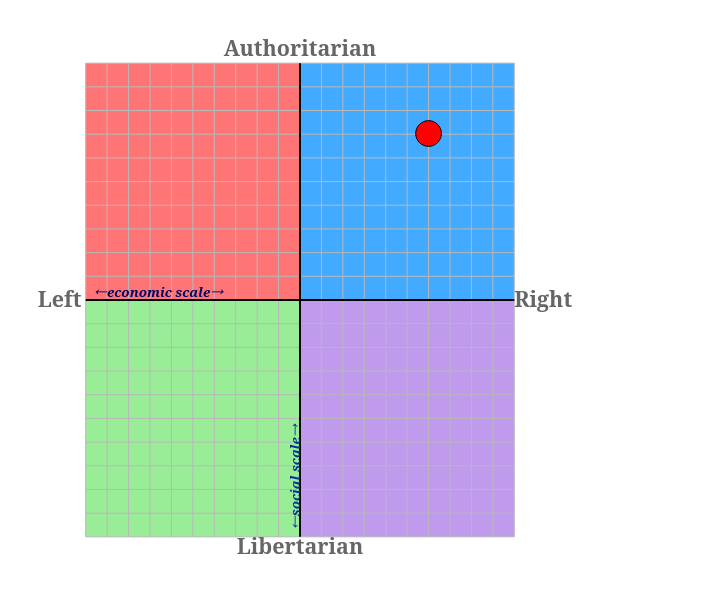 Authoritarian
←economic scale→
Left
Right
←social scale→
Libertarian